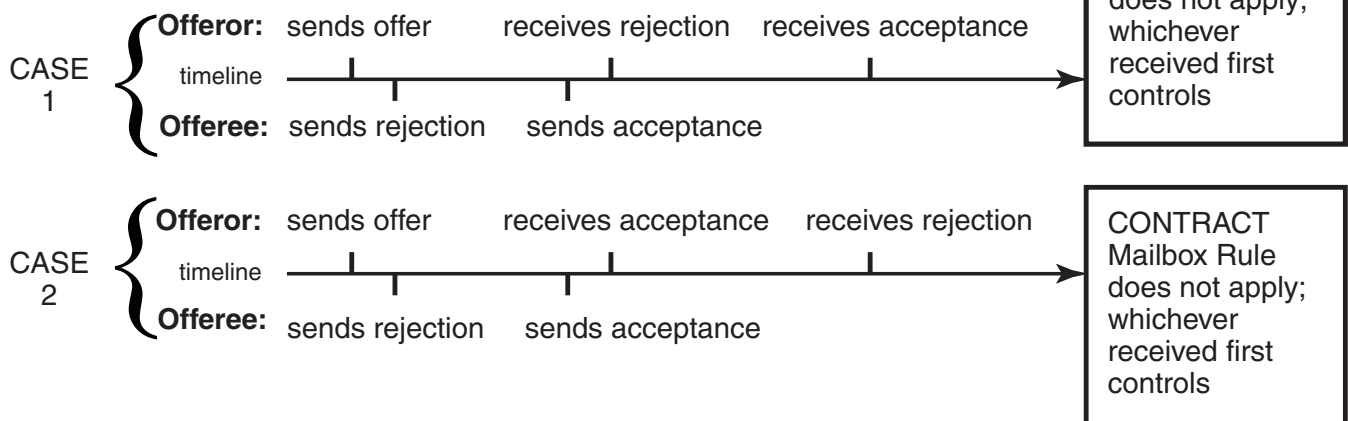 does not apply;
whichever
received first
controls
CASE
1
Offeror: sends offer receives rejection receives acceptance
timeline
Offeree: sends rejection sends acceptance
CASE
2
Offeror: sends offer receives acceptance receives rejection
timeline
Offeree: sends rejection sends acceptance
CONTRACT
Mailbox Rule
does not apply;
whichever
received first
controls